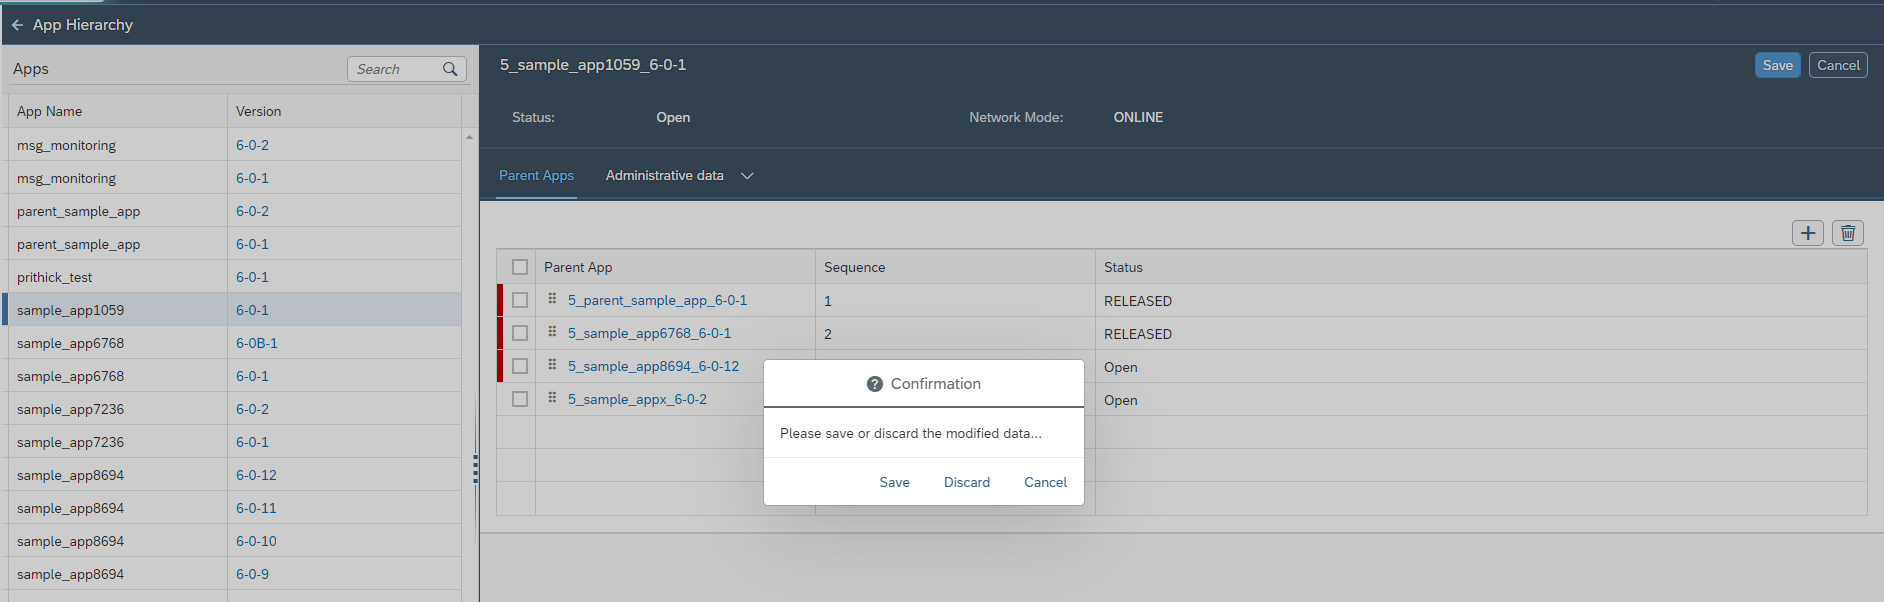 App Hierarchy
Apps
Search
App Name Version
msg_monitoring 6-0-2
msg_monitoring 6-0-1
parent_sample_app 6-0-2
parent_sample_app 6-0-1
prithick_test 6-0-1
sample_app1059 6-0-1
sample_app6768 6-0B-1
sample_app6768 6-0-1
sample_app7236 6-0-2
sample_app7236 6-0-1
sample_app8694 6-0-12
sample_app8694 6-0-11
sample_app8694 6-0-10
sample_app8694 6-0-9
5_sample_app1059_6-0-1
Save Cancel
Status: Open Network Mode: ONLINE
Parent Apps Administrative data
Parent App Sequence Status
5_parent_sample_app_6-0-1 1 RELEASED
5_sample_app6768_6-0-1 2 RELEASED
5_sample_app8694_6-0-12 Open
5_sample_appx_6-0-2 Open
Confirmation
Please save or discard the modified data...
Save Discard Cancel